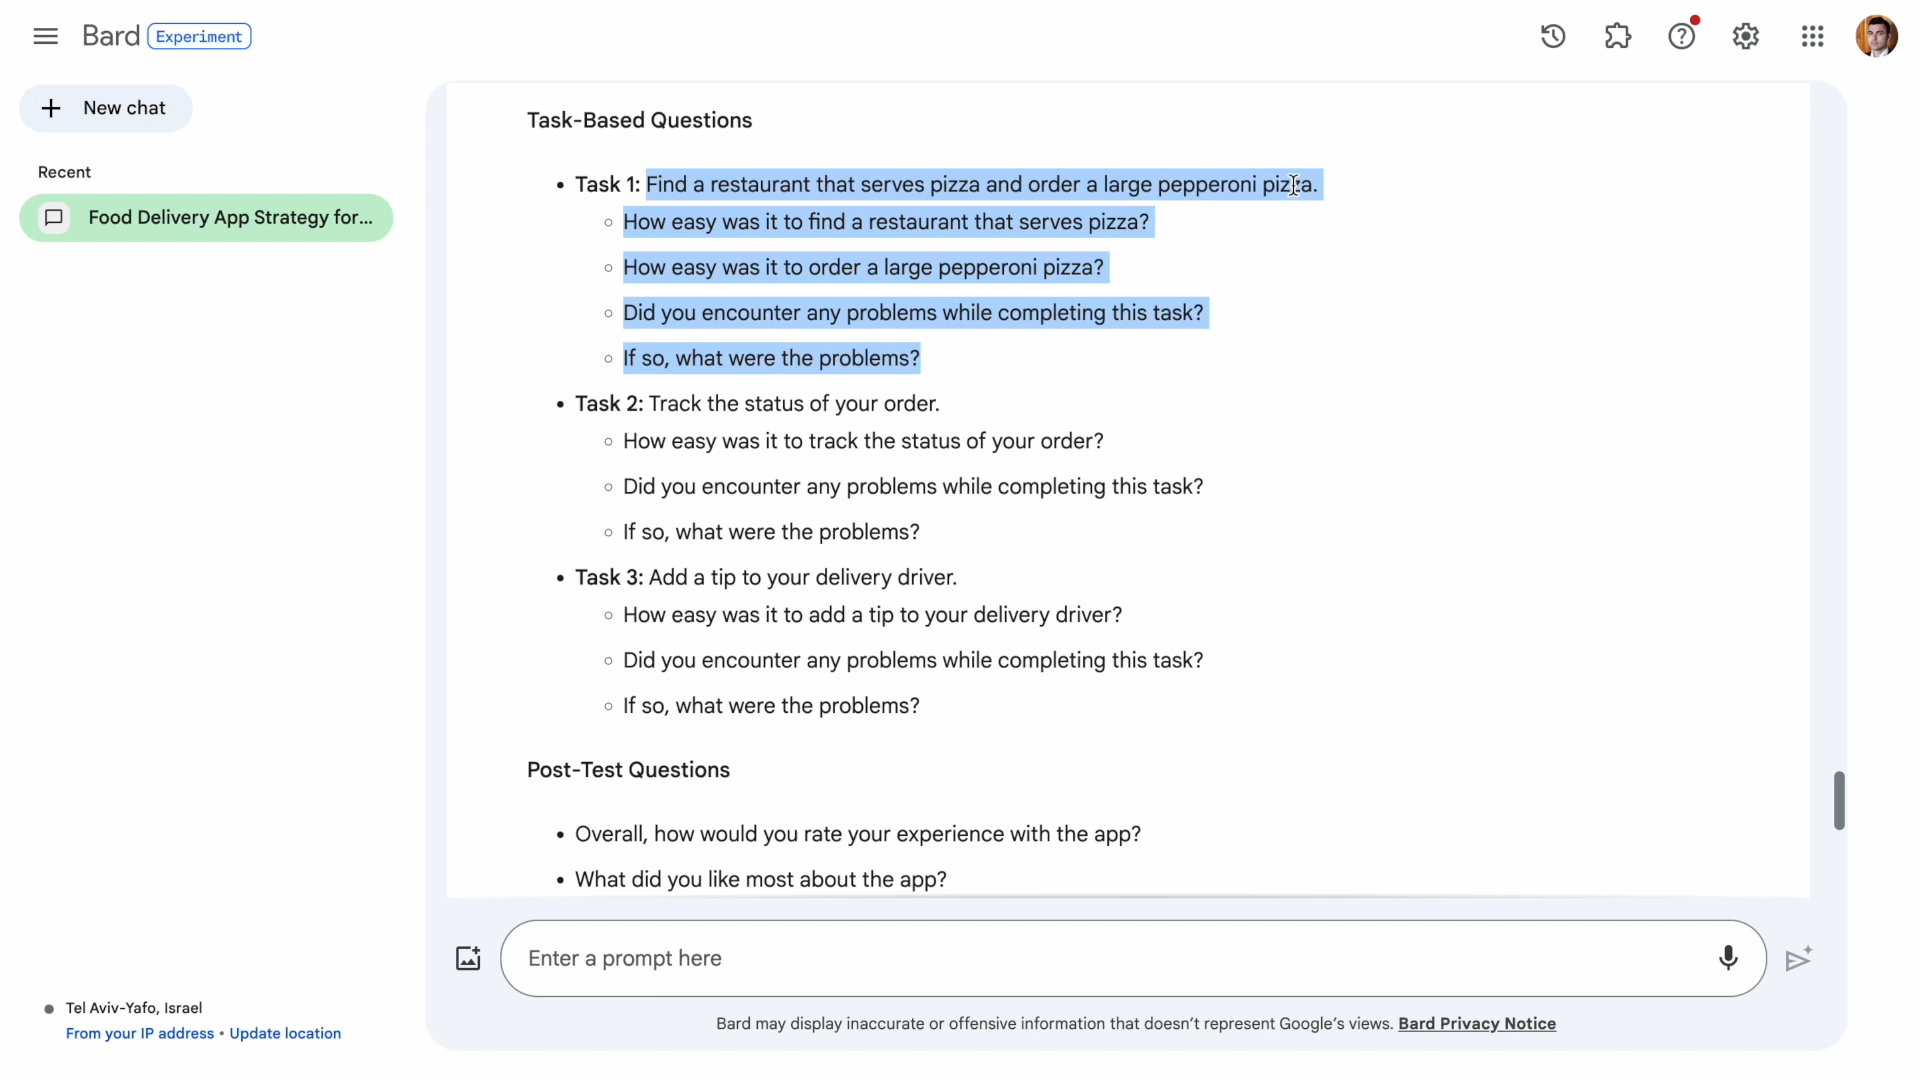 Bard Experiment
New chat
Recent
Food Delivery App Strategy for...
Task-Based Questions
• Task 1: Find a restaurant that serves pizza and order a large pepperoni pizza.
○ How easy was it to find a restaurant that serves pizza?
○ How easy was it to order a large pepperoni pizza?
○ Did you encounter any problems while completing this task?
○ If so, what were the problems?
• Task 2: Track the status of your order.
○ How easy was it to track the status of your order?
○ Did you encounter any problems while completing this task?
○ If so, what were the problems?
• Task 3: Add a tip to your delivery driver.
○ How easy was it to add a tip to your delivery driver?
○ Did you encounter any problems while completing this task?
○ If so, what were the problems?
Post-Test Questions
• Overall, how would you rate your experience with the app?
• What did you like most about the app?
Enter a prompt here
Tel Aviv-Yafo, Israel
From your IP address • Update location
Bard may display inaccurate or offensive information that doesn't represent Google's views. Bard Privacy Notice